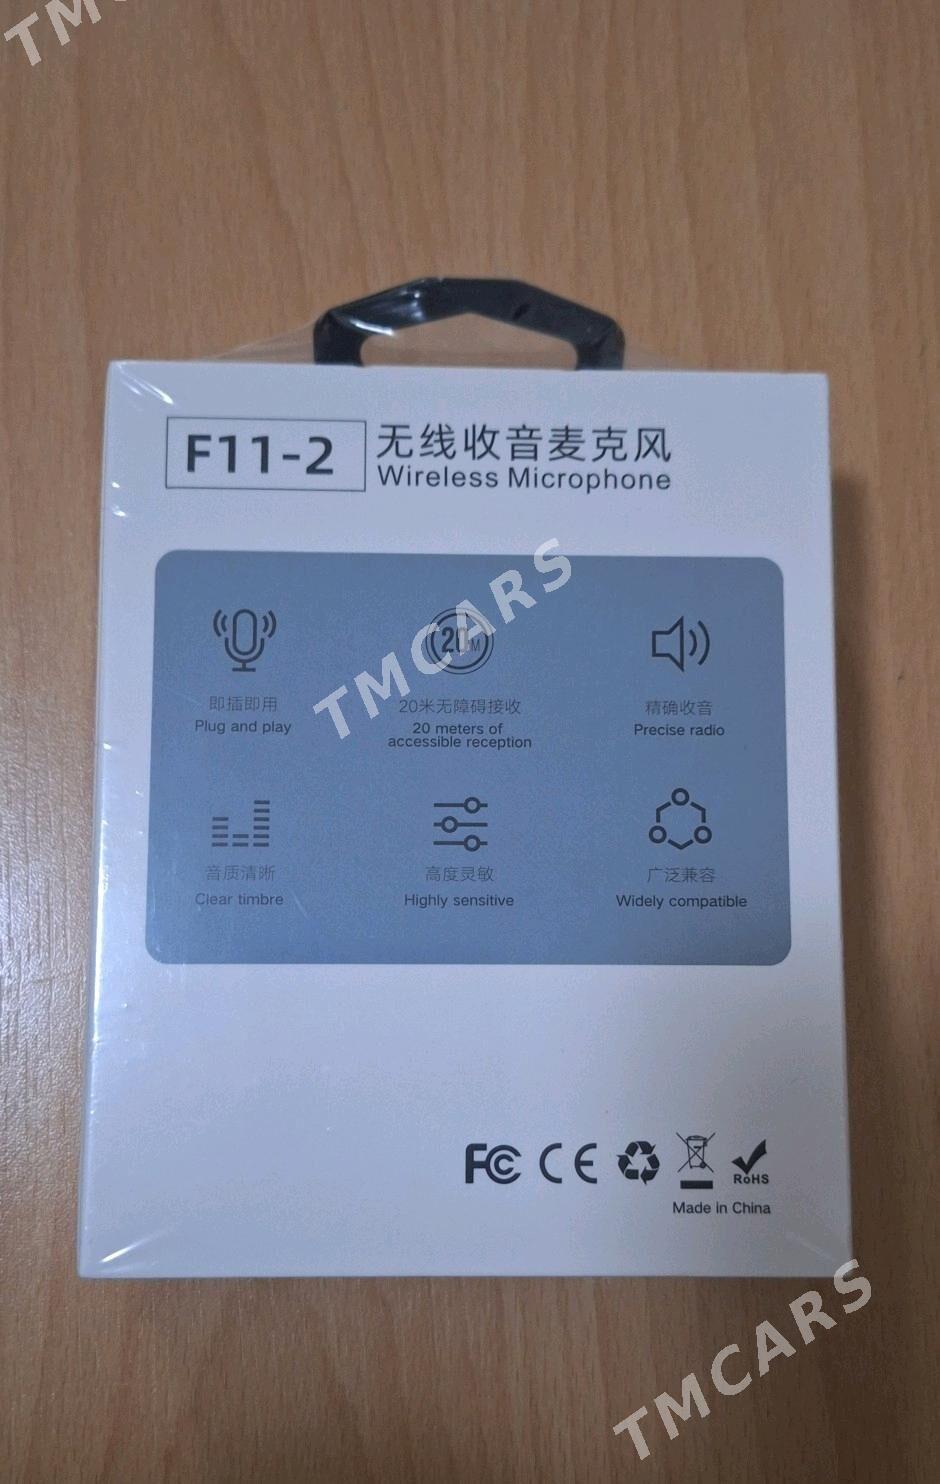 TMC
F11-2
无线收音麦克风
Wireless Microphone
20M
即插即用
Plug and play
20米无障碍接收
20 meters of
accessible reception
精确收音
Precise radio
音质清晰
Clear timbre
高度灵敏
Highly sensitive
广泛兼容
Widely compatible
TMCARS
FC CE
RoHS
Made in China
TMCARS